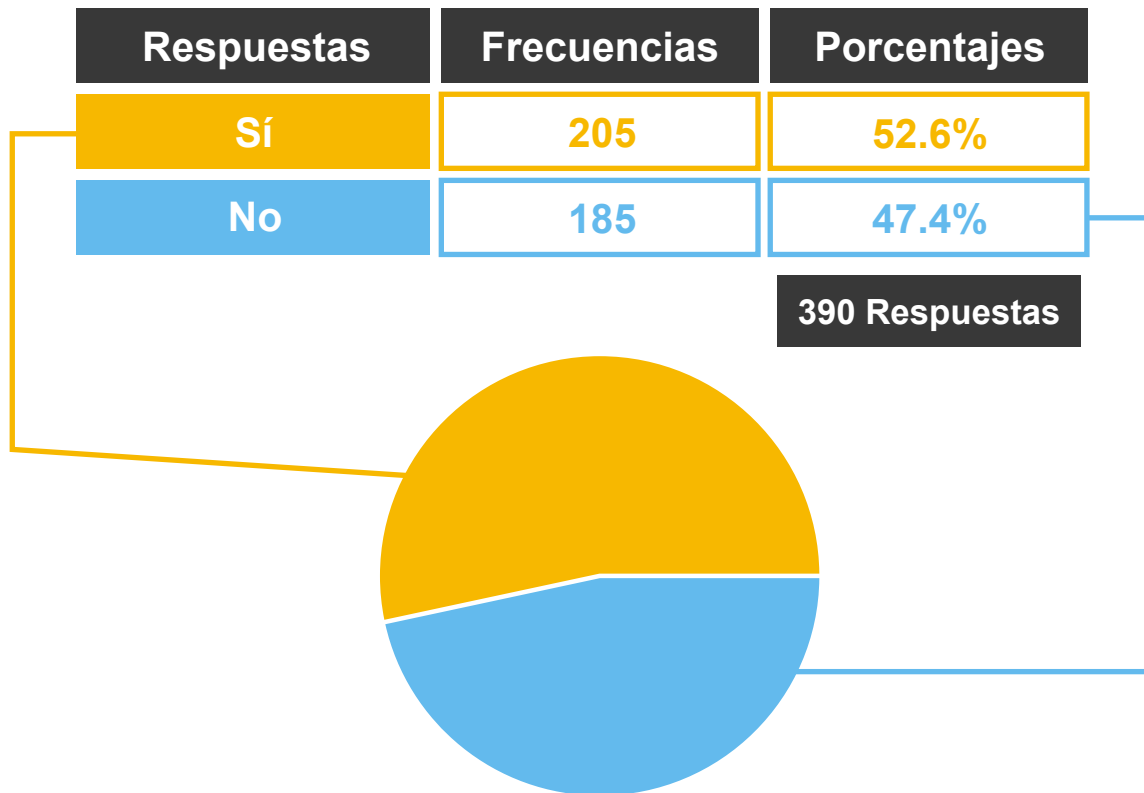 Respuestas Frecuencias Porcentajes
Sí 205 52.6%
No 185 47.4%
390 Respuestas